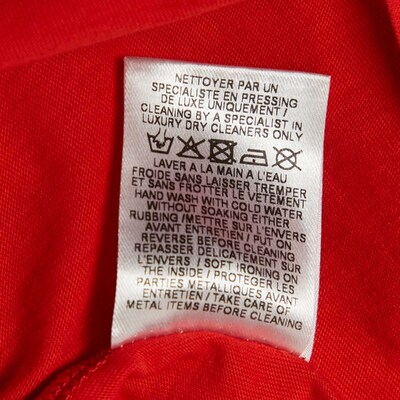 NETTOYER PAR UN
SPECIALISTE EN PRESSING
DE LUXE UNIQUEMENT /
CLEANING BY A SPECIALIST IN
LUXURY DRY CLEANERS ONLY
LAVER A LA MAIN A L'EAU
FROIDE SANS LAISSER TREMPER
ET SANS FROTTER LE VETEMENT
HAND WASH WITH COLD WATER
WITHOUT SOAKING EITHER
RUBBING / METTRE SUR L'ENVERS
AVANT ENTRETIEN / PUT ON
REVERSE BEFORE CLEANING
REPASSER DELICATEMENT SUR
L'ENVERS / SOFT IRONING ON
THE INSIDE / PROTEGER LES
PARTIES METALLIQUES AVANT
ENTRETIEN / TAKE CARE OF
METAL ITEMS BEFORE CLEANING